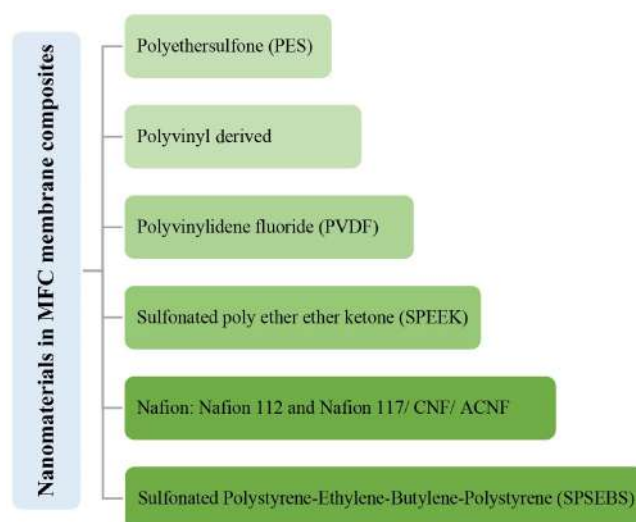 Nanomaterials in MFC membrane composites
Polyethersulfone (PES)
Polyvinyl derived
Polyvinylidene fluoride (PVDF)
Sulfonated poly ether ether ketone (SPEEK)
Nafion: Nafion 112 and Nafion 117/ CNF/ ACNF
Sulfonated Polystyrene-Ethylene-Butylene-Polystyrene (SPSEBS)